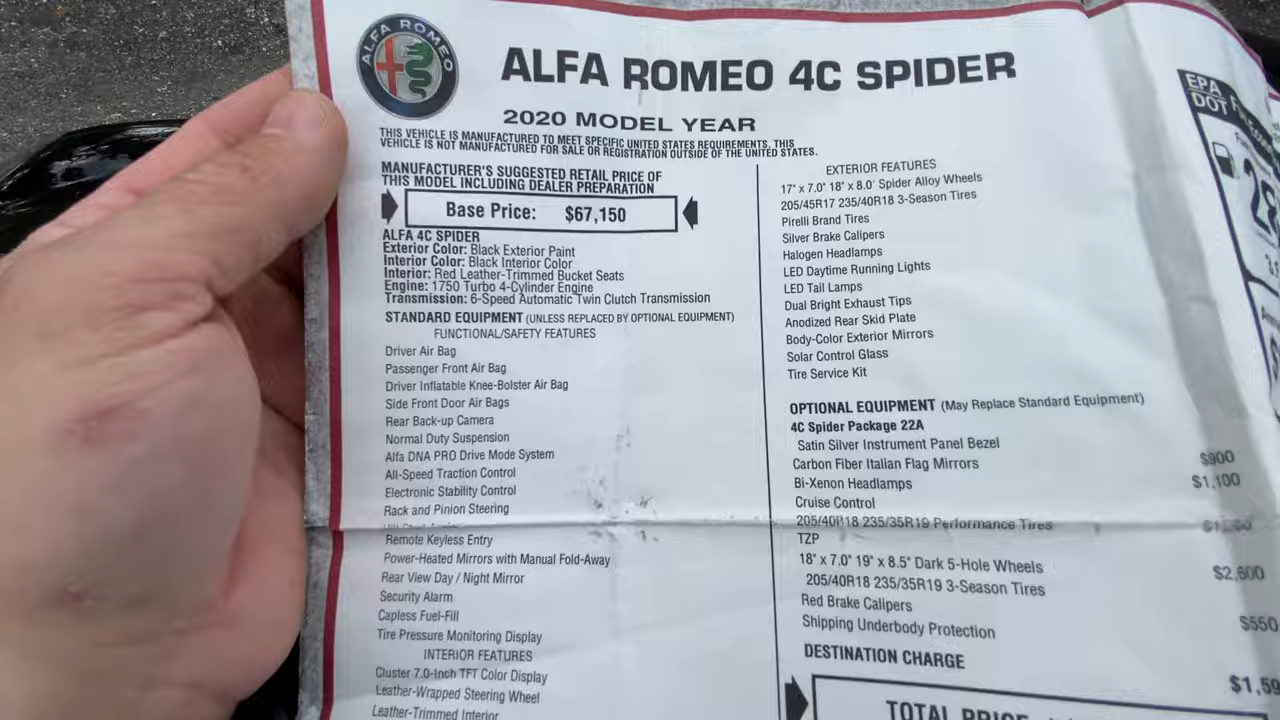 ALFA ROMEO
ALFA ROMEO 4C SPIDER
2020 MODEL YEAR
THIS VEHICLE IS MANUFACTURED TO MEET SPECIFIC UNITED STATES REQUIREMENTS. THIS
VEHICLE IS NOT MANUFACTURED FOR SALE OR REGISTRATION OUTSIDE OF THE UNITED STATES.
MANUFACTURER'S SUGGESTED RETAIL PRICE OF
THIS MODEL INCLUDING DEALER PREPARATION
Base Price: $67,150
ALFA 4C SPIDER
Exterior Color: Black Exterior Paint
Interior Color: Black Interior Color
Interior: Red Leather-Trimmed Bucket Seats
Engine: 1750 Turbo 4-Cylinder Engine
Transmission: 6-Speed Automatic Twin Clutch Transmission
STANDARD EQUIPMENT (UNLESS REPLACED BY OPTIONAL EQUIPMENT)
FUNCTIONAL/SAFETY FEATURES
Driver Air Bag
Passenger Front Air Bag
Driver Inflatable Knee-Bolster Air Bag
Side Front Door Air Bags
Rear Back-up Camera
Normal Duty Suspension
Alfa DNA PRO Drive Mode System
All-Speed Traction Control
Electronic Stability Control
Rack and Pinion Steering
Remote Keyless Entry
Power-Heated Mirrors with Manual Fold-Away
Rear View Day / Night Mirror
Security Alarm
Capless Fuel-Fill
Tire Pressure Monitoring Display
INTERIOR FEATURES
Cluster 7.0-Inch TFT Color Display
Leather-Wrapped Steering Wheel
Leather-Trimmed Interior
EXTERIOR FEATURES
17" x 7.0" 18" x 8.0' Spider Alloy Wheels
205/45R17 235/40R18 3-Season Tires
Pirelli Brand Tires
Silver Brake Calipers
Halogen Headlamps
LED Daytime Running Lights
LED Tail Lamps
Dual Bright Exhaust Tips
Anodized Rear Skid Plate
Body-Color Exterior Mirrors
Solar Control Glass
Tire Service Kit
OPTIONAL EQUIPMENT (May Replace Standard Equipment)
4C Spider Package 22A
Satin Silver Instrument Panel Bezel
Carbon Fiber Italian Flag Mirrors $900
Bi-Xenon Headlamps $1,100
Cruise Control
205/40R18 235/35R19 Performance Tires
TZP
18" x 7.0" 19" x 8.5" Dark 5-Hole Wheels $2,600
205/40R18 235/35R19 3-Season Tires
Red Brake Calipers $550
Shipping Underbody Protection
DESTINATION CHARGE $1,59
TOTAL PRICE
EPA
DOT